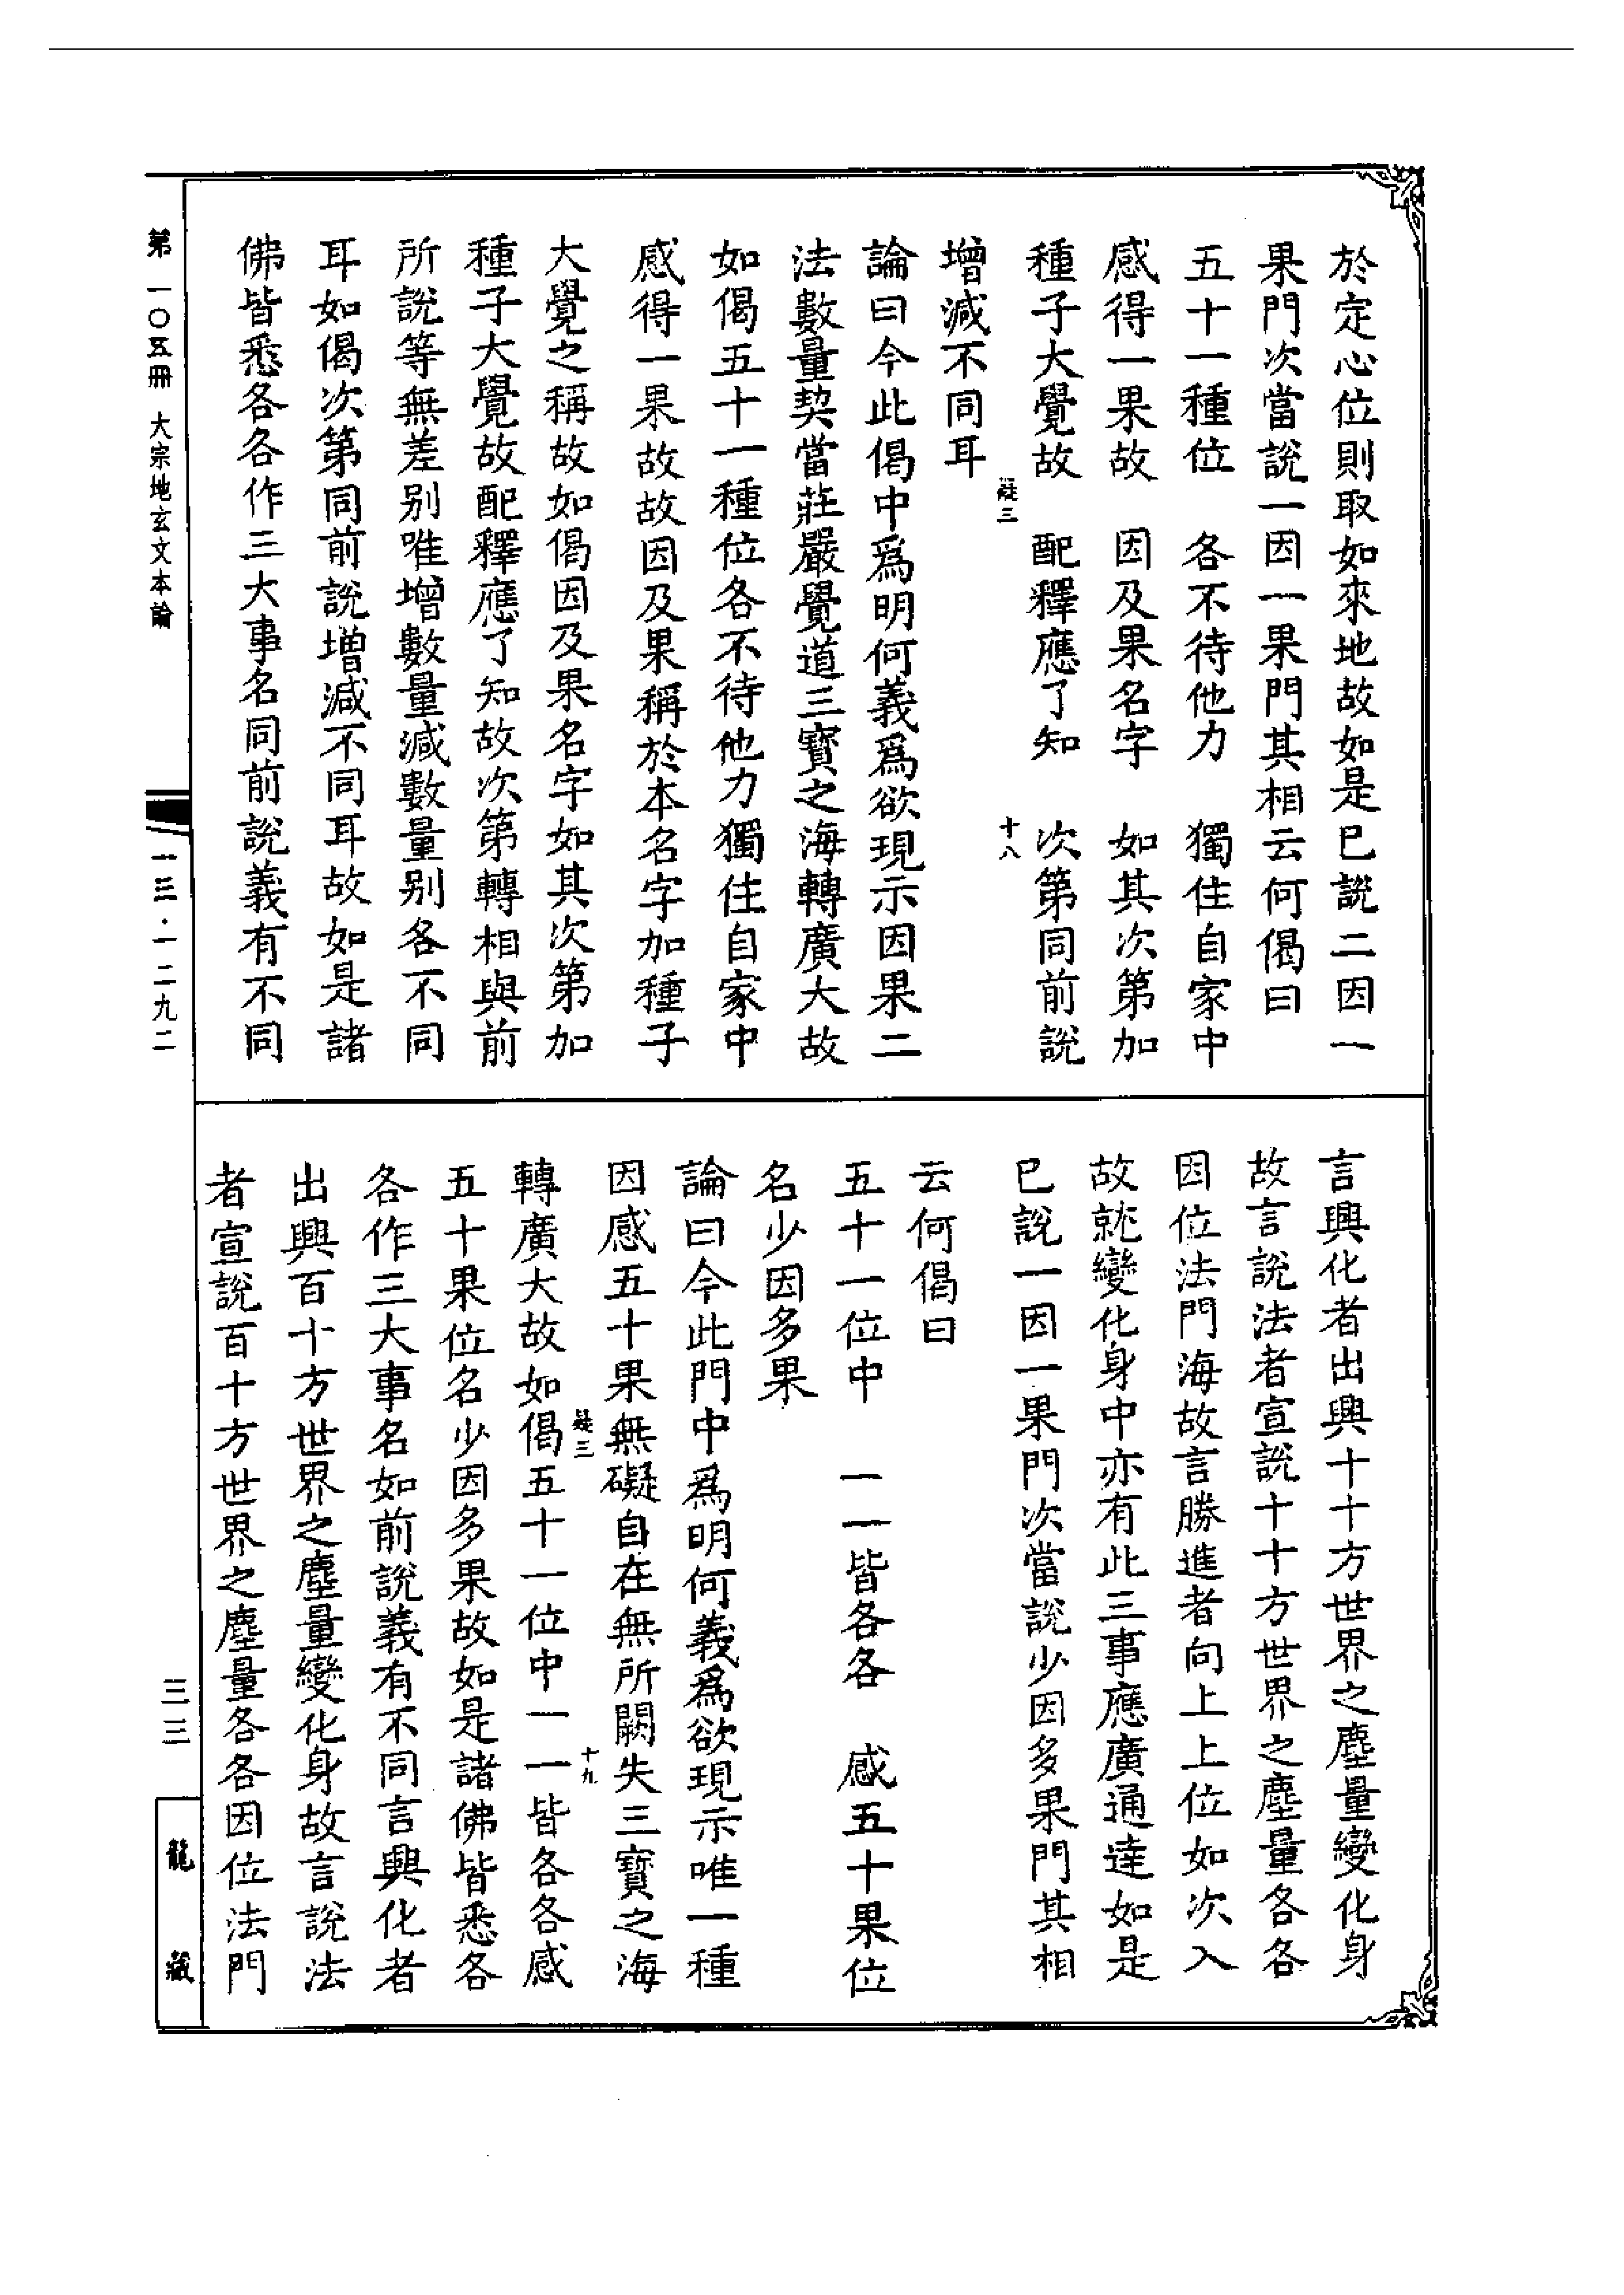 於定心位則取如來地故如是已說二因一
果門次當說一因一果門其相云何偈曰
五十一種位　各不待他力　獨住自家中
感得一果故　因及果名字　如其次第加
種子大覺故　配釋應了知　次第同前說
疑三　十八
增減不同耳
論曰今此偈中爲明何義爲欲現示因果二
法數量契當莊嚴覺道三寶之海轉廣大故
如偈五十一種位各不待他力獨住自家中
感得一果故故因及果稱於本名字加種子
大覺之稱故如偈因及果名字如其次第加
種子大覺故配釋應了知故次第轉相與前
所說等無差别唯增數量減數量别各不同
耳如偈次第同前說增減不同耳故如是諸
佛皆悉各各作三大事名同前說義有不同
言興化者出興十十方世界之塵量變化身
故言說法者宣說十十方世界之塵量各各
因位法門海故言勝進者向上上位如次入
故就變化身中亦有此三事應廣通達如是
已說一因一果門次當說少因多果門其相
云何偈曰
五十一位中　一一皆各各　感五十果位
名少因多果
論曰今此門中爲明何義爲欲現示唯一種
因感五十果無礙自在無所闕失三寶之海
疑三　十九
轉廣大故如偈五十一位中一一皆各各感
五十果位名少因多果故如是諸佛皆悉各
各作三大事名如前說義有不同言興化者
出興百十方世界之塵量變化身故言說法
者宣說百十方世界之塵量各各因位法門
第一〇五冊　大宗地玄文本論
一三·一二九二
三三
龍藏